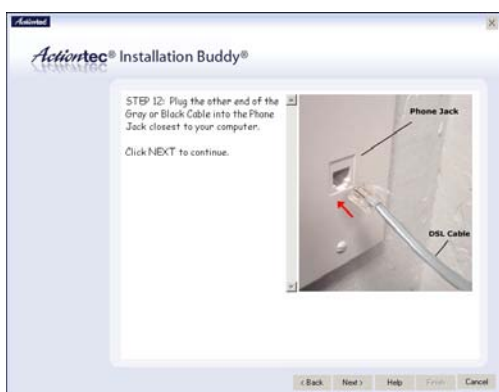 Actiontec
Actiontec® Installation Buddy®
STEP 12: Plug the other end of the
Gray or Black Cable into the Phone
Jack closest to your computer.
Click NEXT to continue.
Phone Jack
DSL Cable
< Back Next > Help Finish Cancel